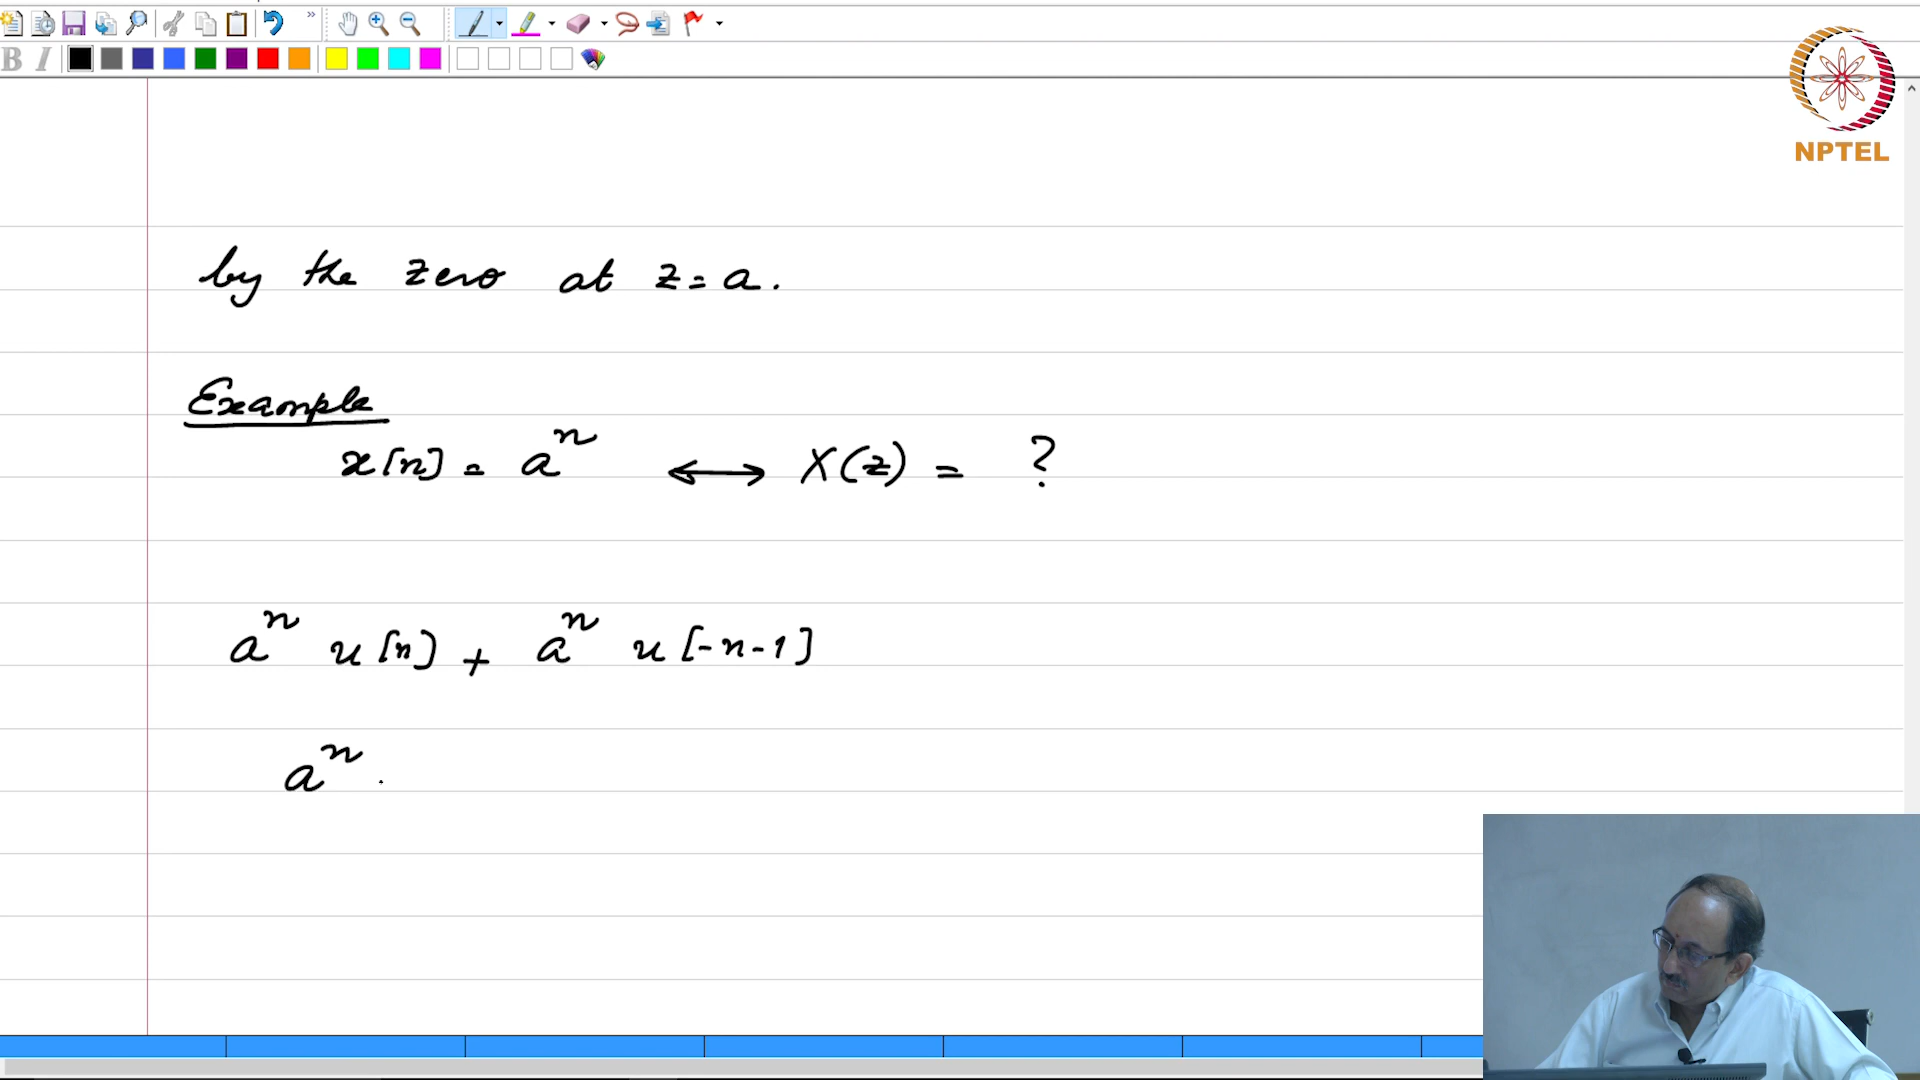 NPTEL
by the zero at z = a.
Example
x[n] = a^n ⟷ X(z) = ?
a^n u[n] + a^n u[-n-1]
a^n